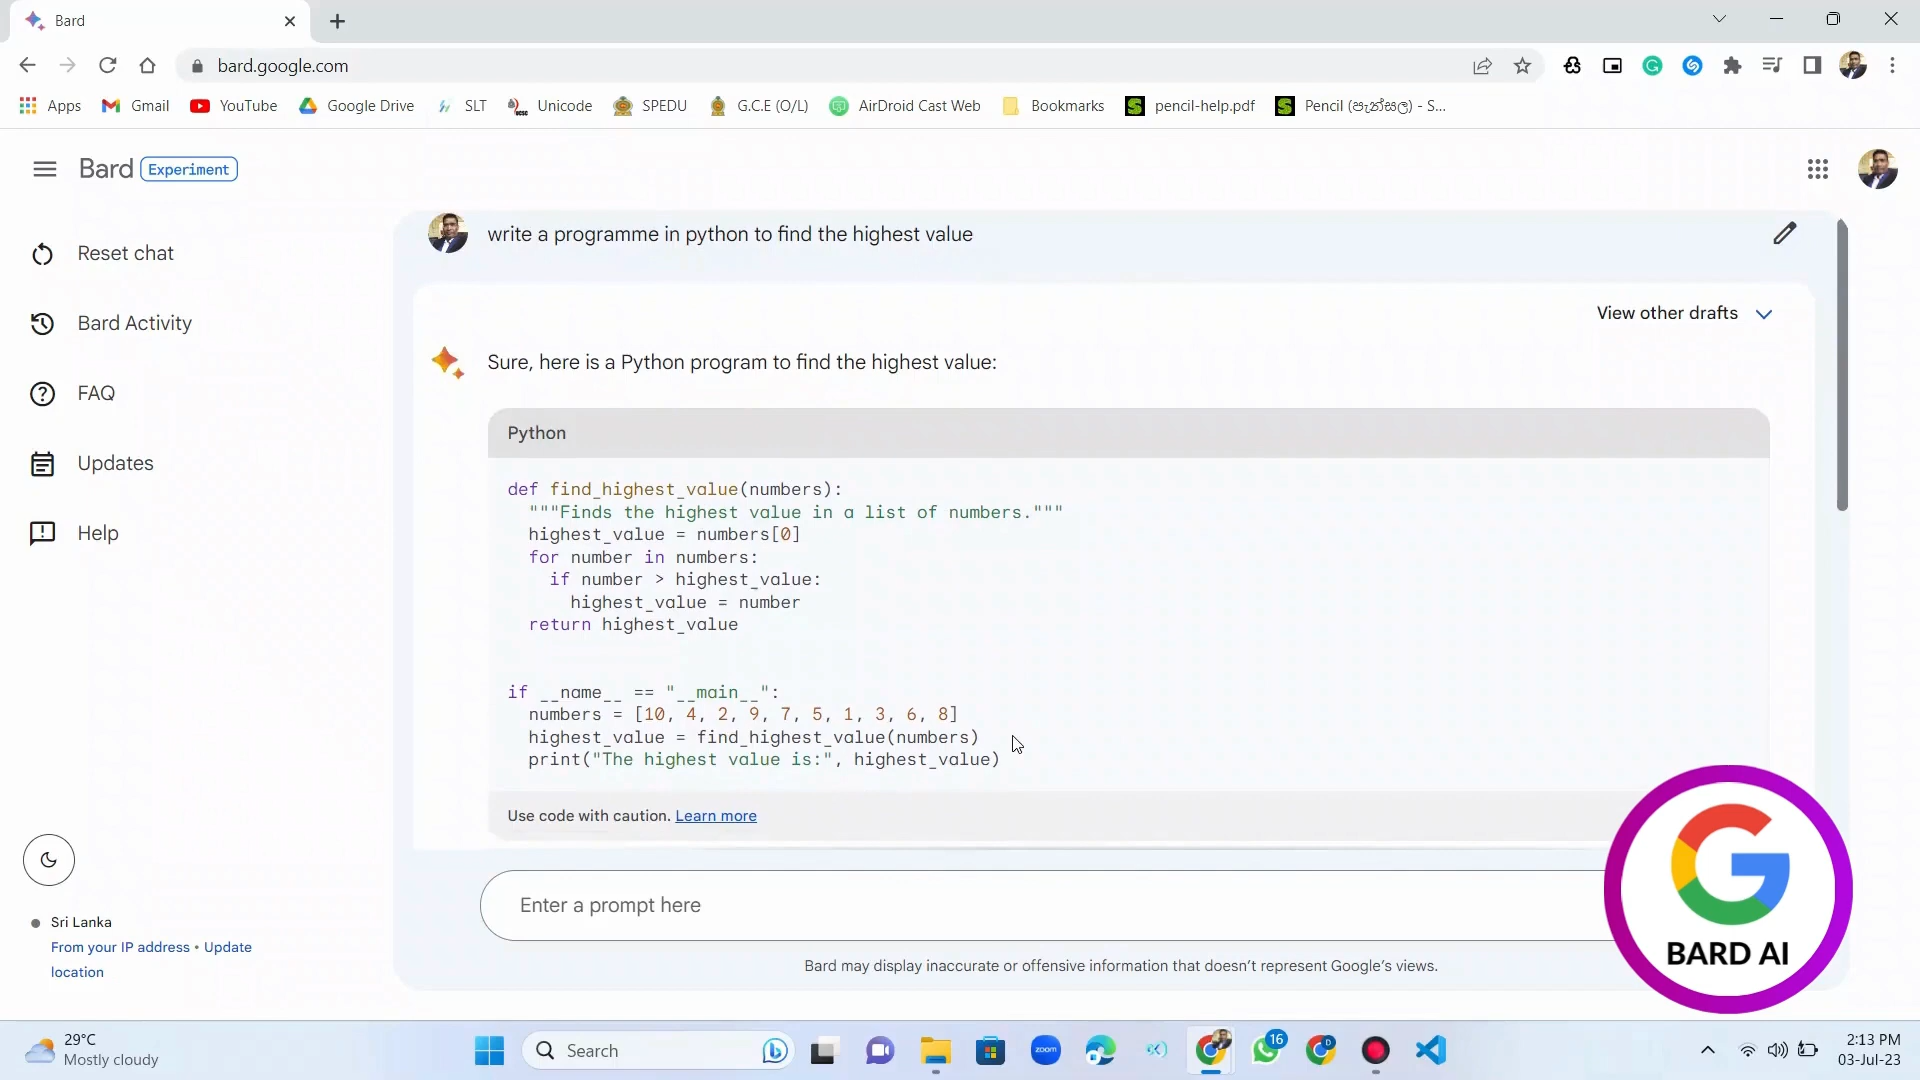 Bard
bard.google.com
Apps Gmail YouTube Google Drive SLT Unicode SPEDU G.C.E (O/L) AirDroid Cast Web Bookmarks pencil-help.pdf Pencil (පැන්සල) - S...
Bard Experiment
Reset chat
Bard Activity
FAQ
Updates
Help
Sri Lanka
From your IP address • Update
location
write a programme in python to find the highest value
View other drafts
Sure, here is a Python program to find the highest value:
Python
def find_highest_value(numbers):
"""Finds the highest value in a list of numbers."""
highest_value = numbers[0]
for number in numbers:
if number > highest_value:
highest_value = number
return highest_value
if __name__ == "__main__":
numbers = [10, 4, 2, 9, 7, 5, 1, 3, 6, 8]
highest_value = find_highest_value(numbers)
print("The highest value is:", highest_value)
Use code with caution. Learn more
Enter a prompt here
Bard may display inaccurate or offensive information that doesn't represent Google's views.
BARD AI
29°C
Mostly cloudy
Search
zoom
16
D
2:13 PM
03-Jul-23